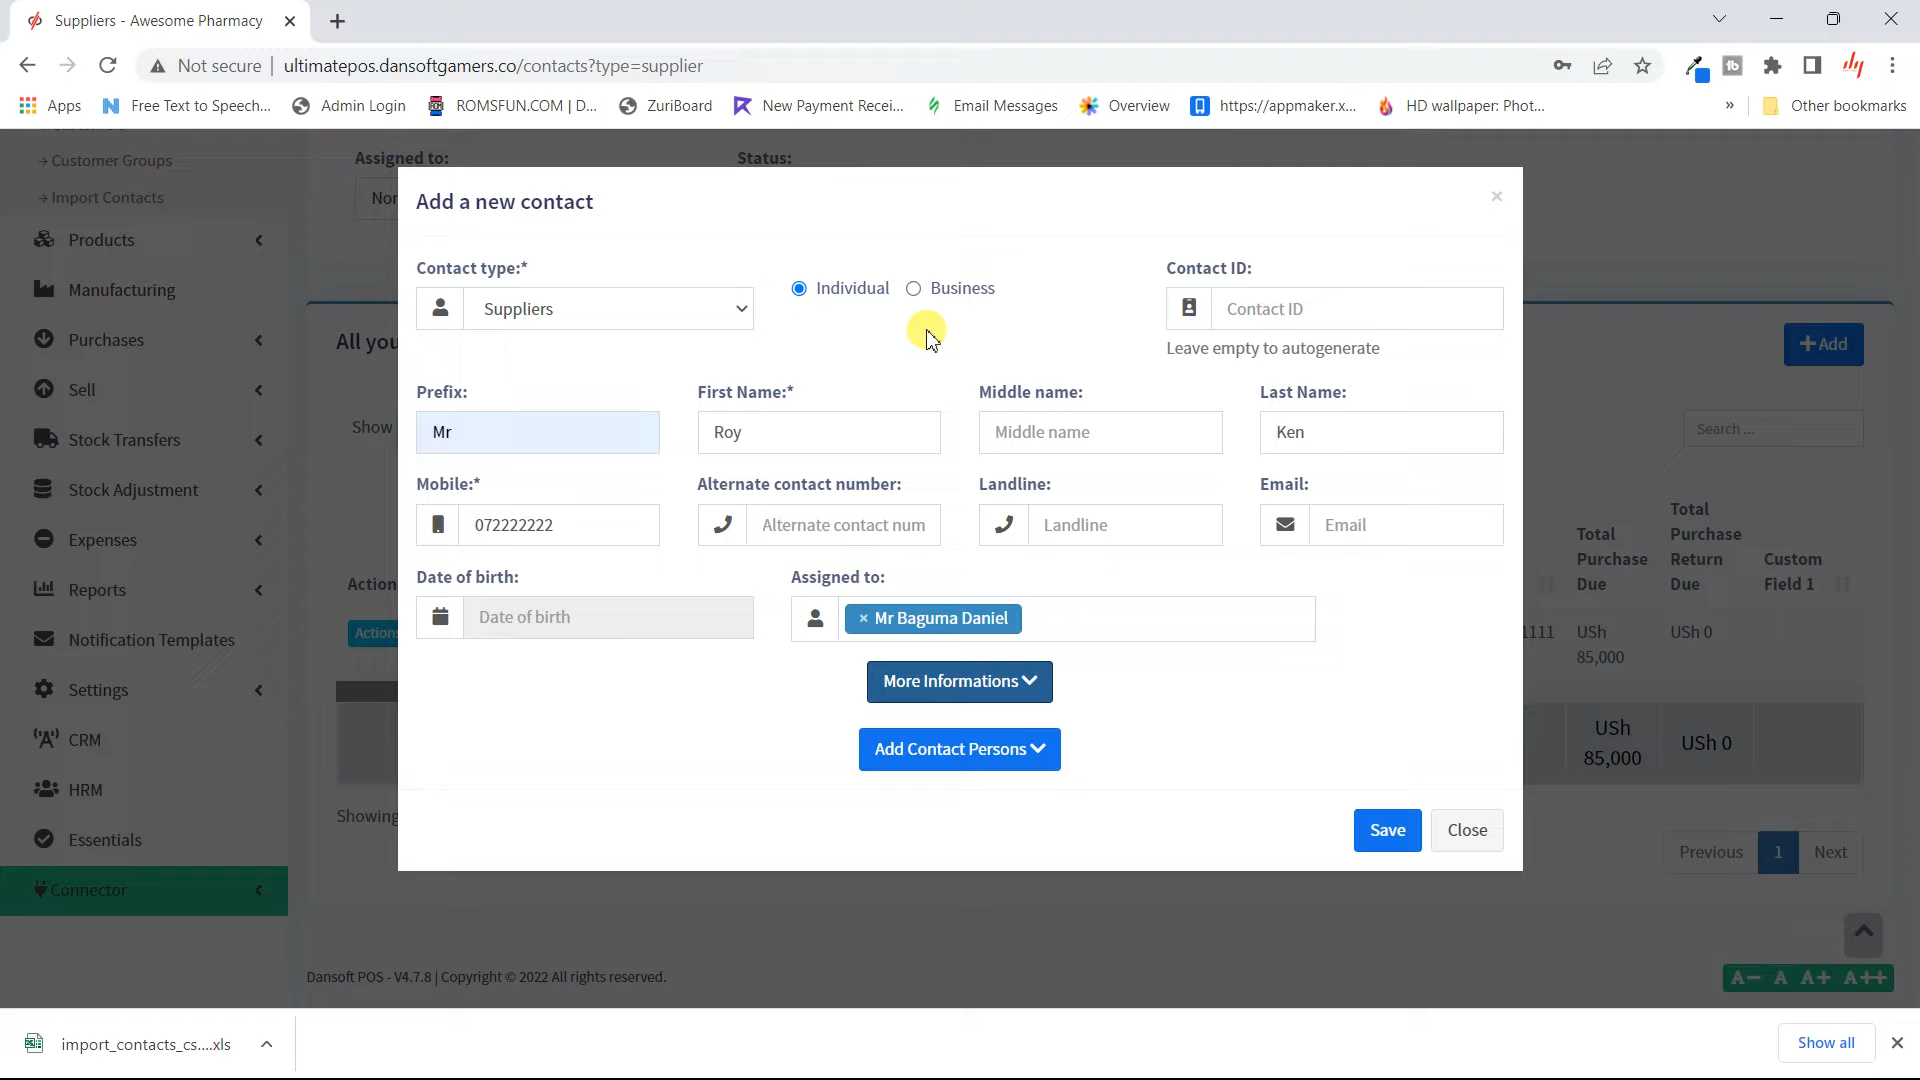 Suppliers - Awesome Pharmacy
Not secure
ultimatepos.dansoftgamers.co/contacts?type=supplier
Apps
Free Text to Speech...
Admin Login
ROMSFUN.COM | D...
ZuriBoard
New Payment Recei...
Email Messages
Overview
https://appmaker.x...
HD wallpaper: Phot...
»
Other bookmarks
Customer Groups
Import Contacts
Products
Manufacturing
Purchases
Sell
Stock Transfers
Stock Adjustment
Expenses
Reports
Notification Templates
Settings
CRM
HRM
Essentials
Connector
Assigned to:
Status:
All you
+ Add
Show
Search ...
Action
Total Purchase Due
Total Purchase Return Due
Custom Field 1
Action
1111
USh 85,000
USh 0
USh 85,000
USh 0
Showing
Previous
1
Next
Add a new contact
×
Contact type:*
Suppliers
Individual
Business
Contact ID:
Contact ID
Leave empty to autogenerate
Prefix:
First Name:*
Middle name:
Last Name:
Mr
Roy
Middle name
Ken
Mobile:*
Alternate contact number:
Landline:
Email:
072222222
Alternate contact num
Landline
Email
Date of birth:
Assigned to:
Date of birth
× Mr Baguma Daniel
More Informations
Add Contact Persons
Save
Close
Dansoft POS - V4.7.8 | Copyright © 2022 All rights reserved.
A- A A+ A++
import_contacts_cs....xls
Show all